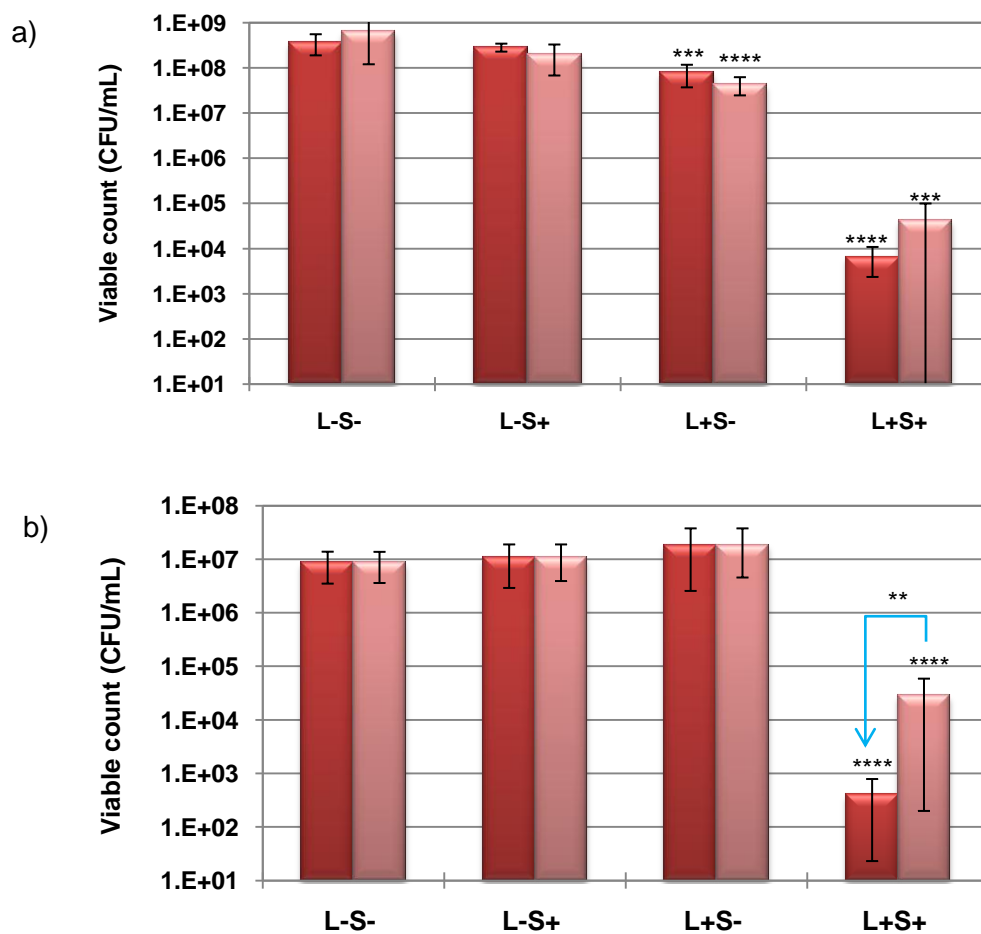 a)
Viable count (CFU/mL)
1.E+09
1.E+08
1.E+07
1.E+06
1.E+05
1.E+04
1.E+03
1.E+02
1.E+01
*** ****
****
***
L-S- L-S+ L+S- L+S+
b)
Viable count (CFU/mL)
1.E+08
1.E+07
1.E+06
1.E+05
1.E+04
1.E+03
1.E+02
1.E+01
**
****
****
L-S- L-S+ L+S- L+S+